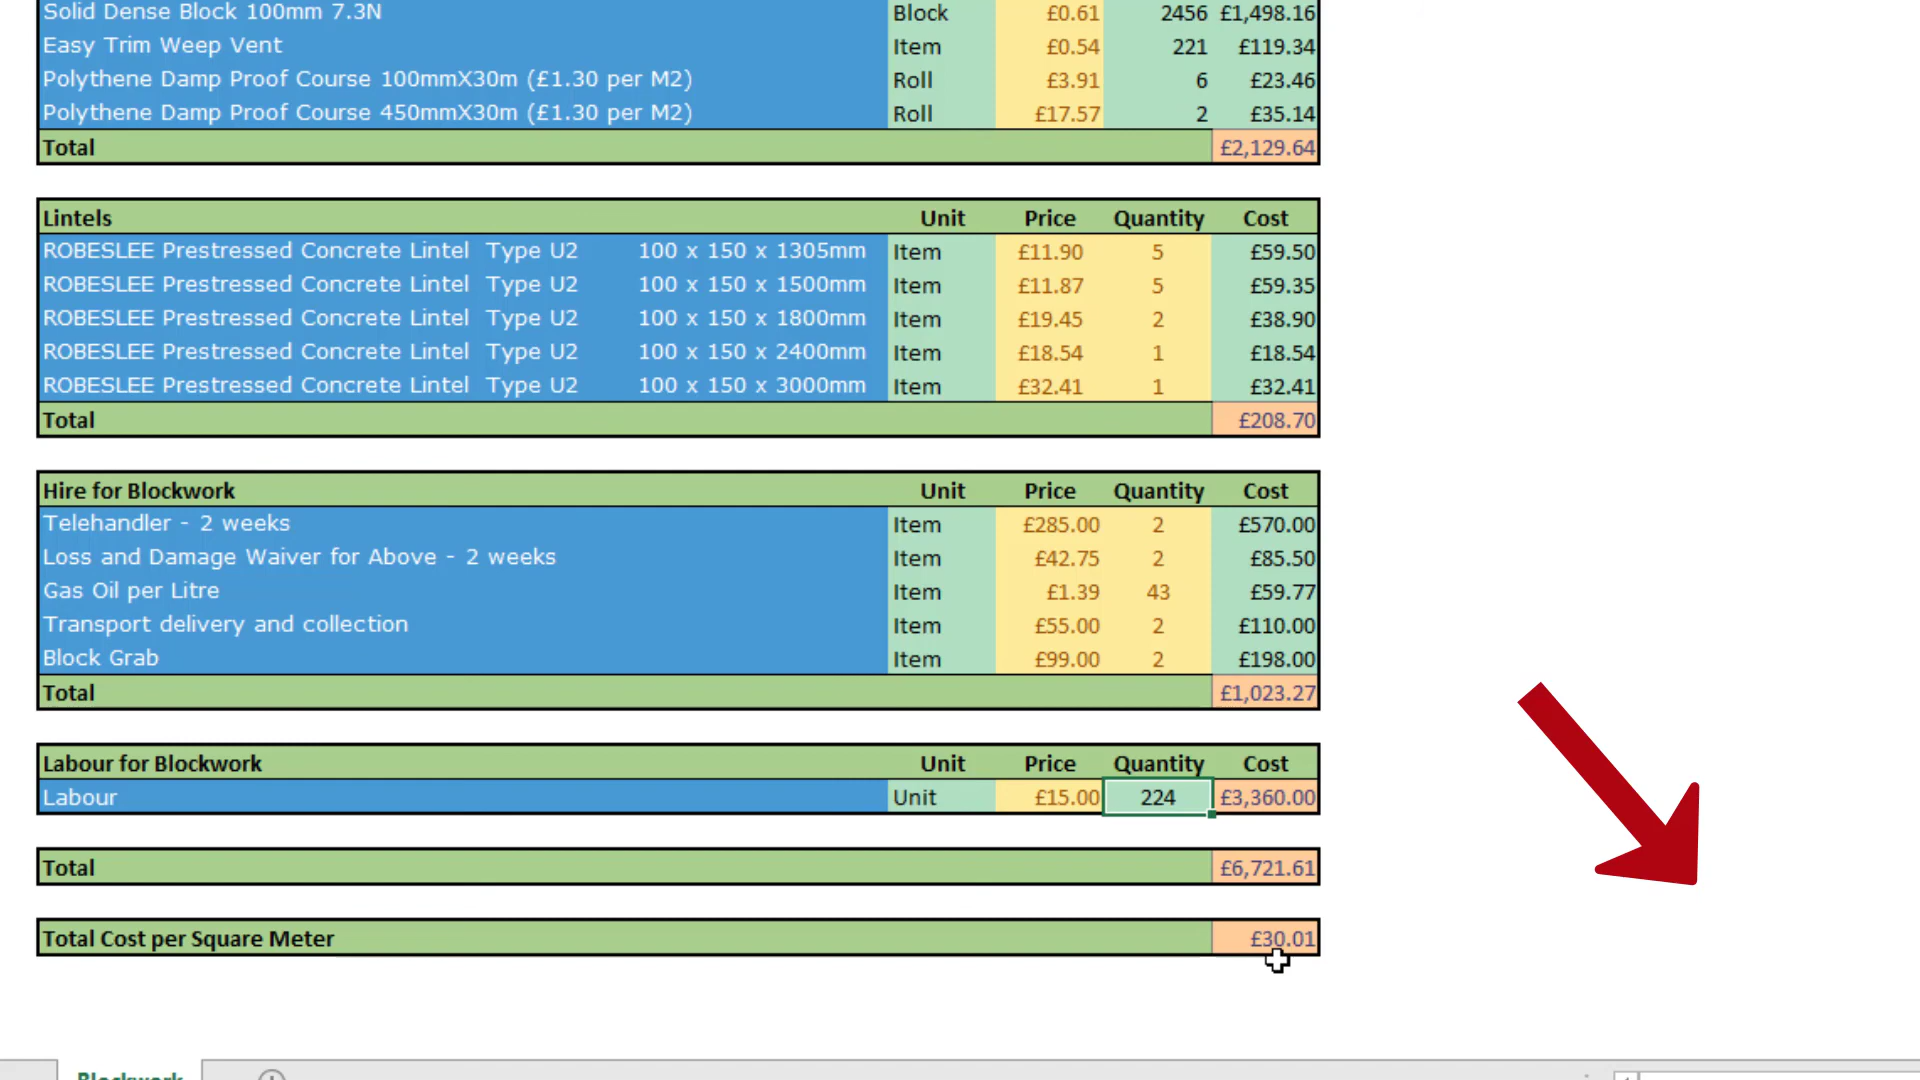 Solid Dense Block 100mm 7.3N Block £0.61 2456 £1,498.16
Easy Trim Weep Vent Item £0.54 221 £119.34
Polythene Damp Proof Course 100mmX30m (£1.30 per M2) Roll £3.91 6 £23.46
Polythene Damp Proof Course 450mmX30m (£1.30 per M2) Roll £17.57 2 £35.14
Total £2,129.64
Lintels Unit Price Quantity Cost
ROBESLEE Prestressed Concrete Lintel Type U2 100 x 150 x 1305mm Item £11.90 5 £59.50
ROBESLEE Prestressed Concrete Lintel Type U2 100 x 150 x 1500mm Item £11.87 5 £59.35
ROBESLEE Prestressed Concrete Lintel Type U2 100 x 150 x 1800mm Item £19.45 2 £38.90
ROBESLEE Prestressed Concrete Lintel Type U2 100 x 150 x 2400mm Item £18.54 1 £18.54
ROBESLEE Prestressed Concrete Lintel Type U2 100 x 150 x 3000mm Item £32.41 1 £32.41
Total £208.70
Hire for Blockwork Unit Price Quantity Cost
Telehandler - 2 weeks Item £285.00 2 £570.00
Loss and Damage Waiver for Above - 2 weeks Item £42.75 2 £85.50
Gas Oil per Litre Item £1.39 43 £59.77
Transport delivery and collection Item £55.00 2 £110.00
Block Grab Item £99.00 2 £198.00
Total £1,023.27
Labour for Blockwork Unit Price Quantity Cost
Labour Unit £15.00 224 £3,360.00
Total £6,721.61
Total Cost per Square Meter £30.01
Blockwork